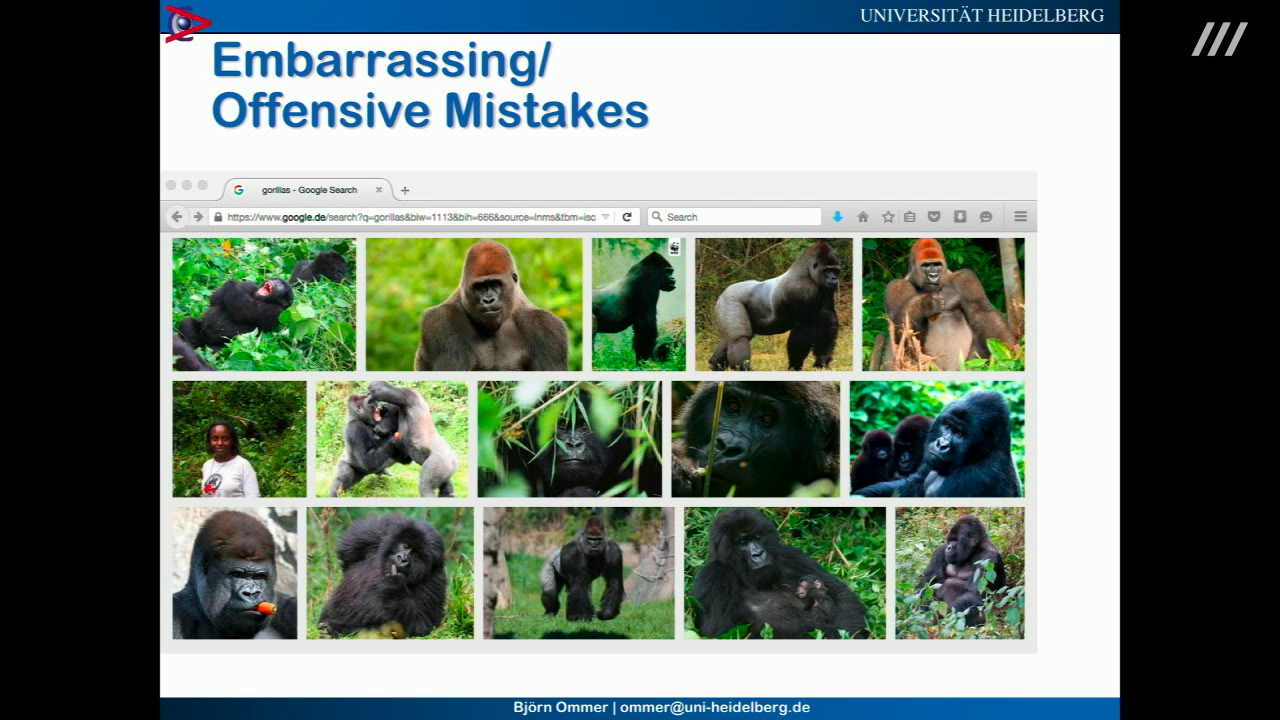 UNIVERSITÄT HEIDELBERG
Embarrassing/
Offensive Mistakes
gorillas - Google Search
https://www.google.de/search?q=gorillas&biw=1113&bih=666&source=lnms&tbm=isc
Search
Björn Ommer | ommer@uni-heidelberg.de